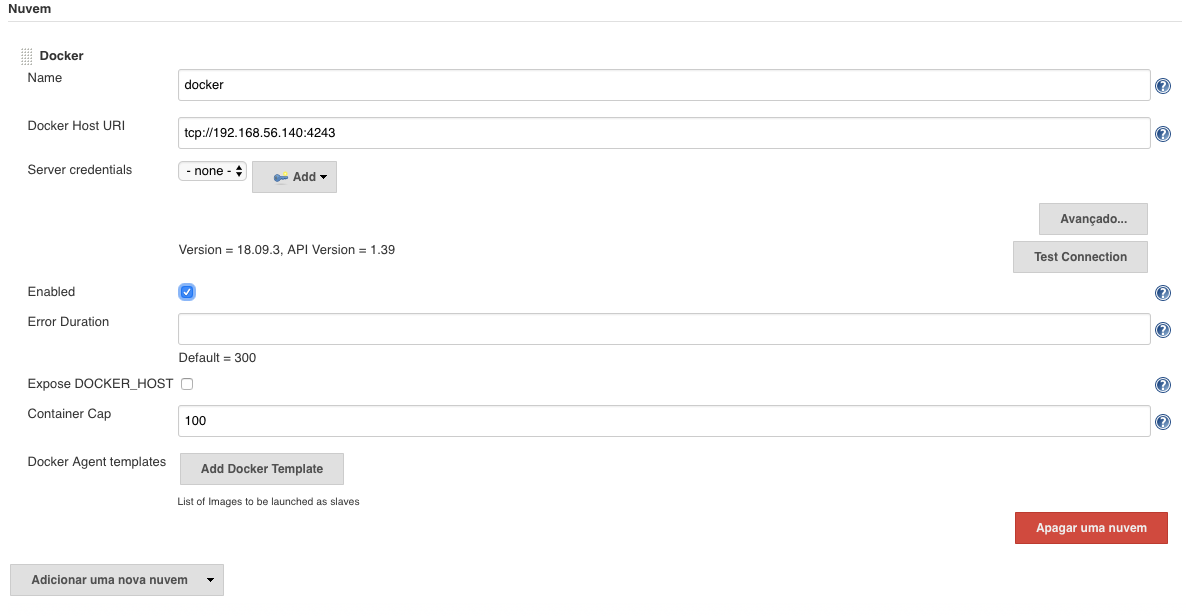 Nuvem
Docker
Name
docker
Docker Host URI
tcp://192.168.56.140:4243
Server credentials
- none -
Add
Avançado...
Version = 18.09.3, API Version = 1.39
Test Connection
Enabled
Error Duration
Default = 300
Expose DOCKER_HOST
Container Cap
100
Docker Agent templates
Add Docker Template
List of Images to be launched as slaves
Apagar uma nuvem
Adicionar uma nova nuvem